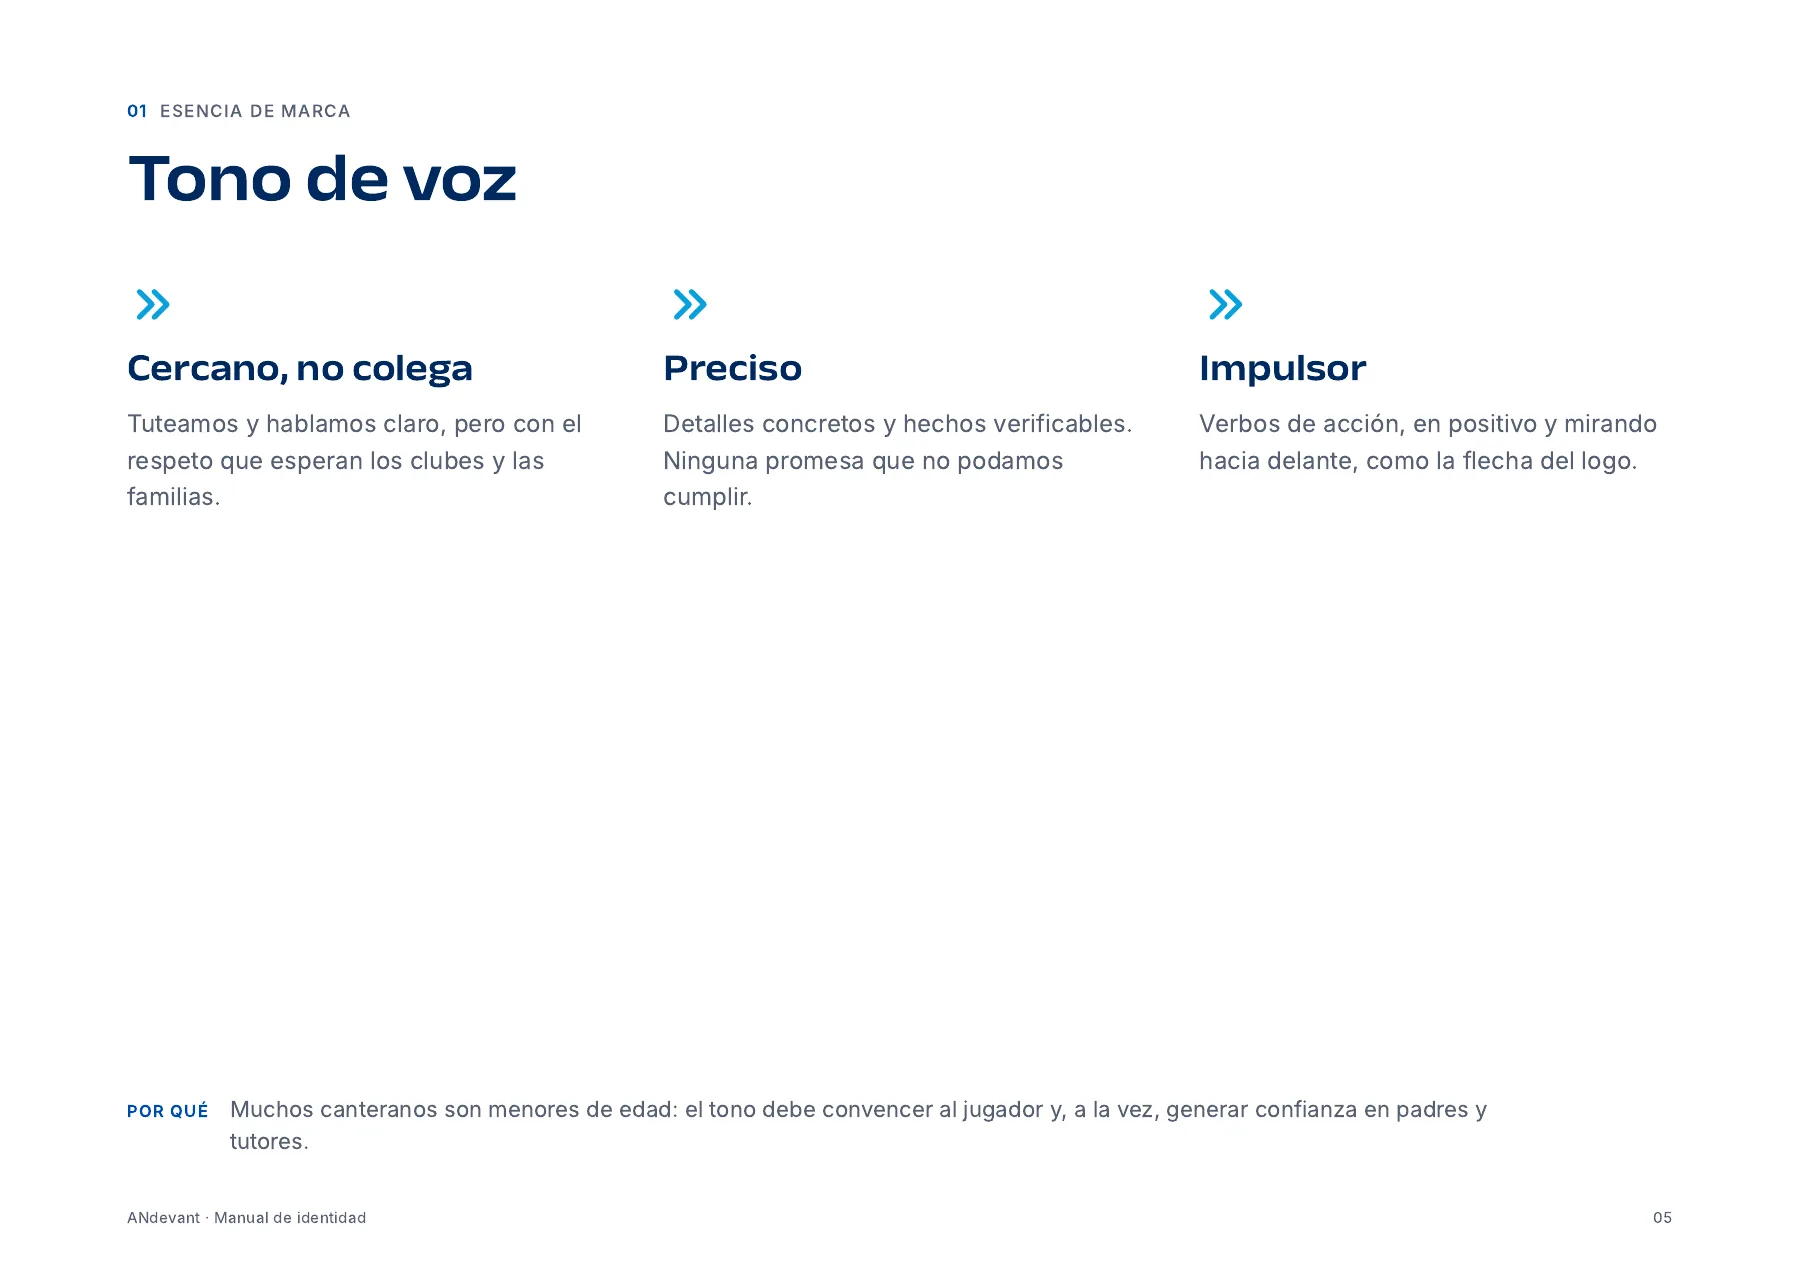 01 ESENCIA DE MARCA
Tono de voz
Cercano, no colega
Tuteamos y hablamos claro, pero con el
respeto que esperan los clubes y las
familias.
Preciso
Detalles concretos y hechos verificables.
Ninguna promesa que no podamos
cumplir.
Impulsor
Verbos de acción, en positivo y mirando
hacia delante, como la flecha del logo.
POR QUÉ Muchos canteranos son menores de edad: el tono debe convencer al jugador y, a la vez, generar confianza en padres y
tutores.
ANdevant · Manual de identidad
05